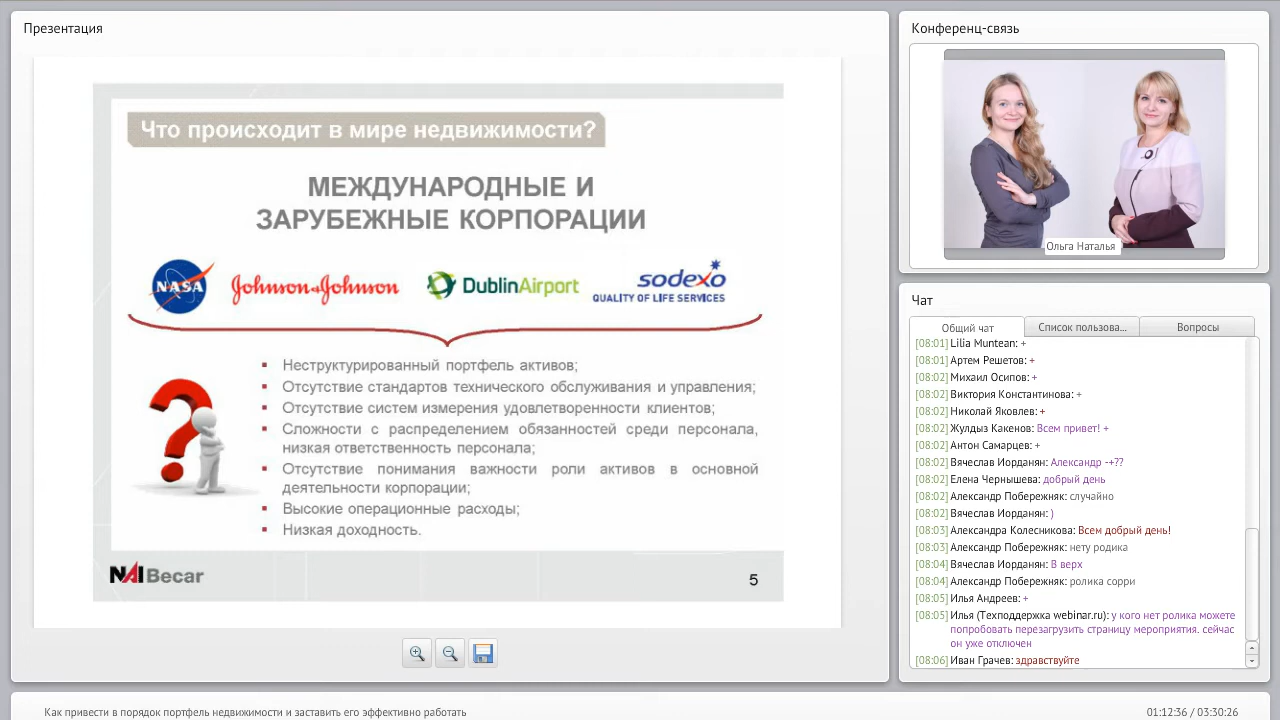 Презентация
Что происходит в мире недвижимости?
МЕЖДУНАРОДНЫЕ И
ЗАРУБЕЖНЫЕ КОРПОРАЦИИ
NASA
Johnson & Johnson
DublinAirport
sodexo
QUALITY OF LIFE SERVICES
Неструктурированный портфель активов;
Отсутствие стандартов технического обслуживания и управления;
Отсутствие систем измерения удовлетворенности клиентов;
Сложности с распределением обязанностей среди персонала,
низкая ответственность персонала;
Отсутствие понимания важности роли активов в основной
деятельности корпорации;
Высокие операционные расходы;
Низкая доходность.
NAI Becar
5
Конференц-связь
Ольга Наталья
Чат
Общий чат
Список пользова...
Вопросы
[08:01] Lilia Muntean: +
[08:01] Артем Решетов: +
[08:02] Михаил Осипов: +
[08:02] Виктория Константинова: +
[08:02] Николай Яковлев: +
[08:02] Жулдыз Какенов: Всем привет! +
[08:02] Антон Самарцев: +
[08:02] Вячеслав Иорданян: Александр -+??
[08:02] Елена Чернышева: добрый день
[08:02] Александр Побережняк: случайно
[08:02] Вячеслав Иорданян: )
[08:03] Александра Колесникова: Всем добрый день!
[08:03] Александр Побережняк: нету родика
[08:04] Вячеслав Иорданян: В верх
[08:04] Александр Побережняк: ролика сорри
[08:05] Илья Андреев: +
[08:05] Илья (Техподдержка webinar.ru): у кого нет ролика можете
попробовать перезагрузить страницу мероприятия. сейчас
он уже отключен
[08:06] Иван Грачев: здравствуйте
Как привести в порядок портфель недвижимости и заставить его эффективно работать
01:12:36 / 03:30:26